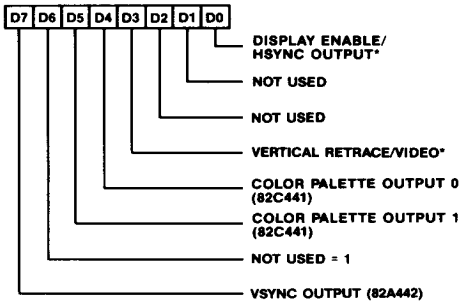 D7 D6 D5 D4 D3 D2 D1 D0
DISPLAY ENABLE/
HSYNC OUTPUT*
NOT USED
NOT USED
VERTICAL RETRACE/VIDEO*
COLOR PALETTE OUTPUT 0
(82C441)
COLOR PALETTE OUTPUT 1
(82C441)
NOT USED = 1
VSYNC OUTPUT (82A442)